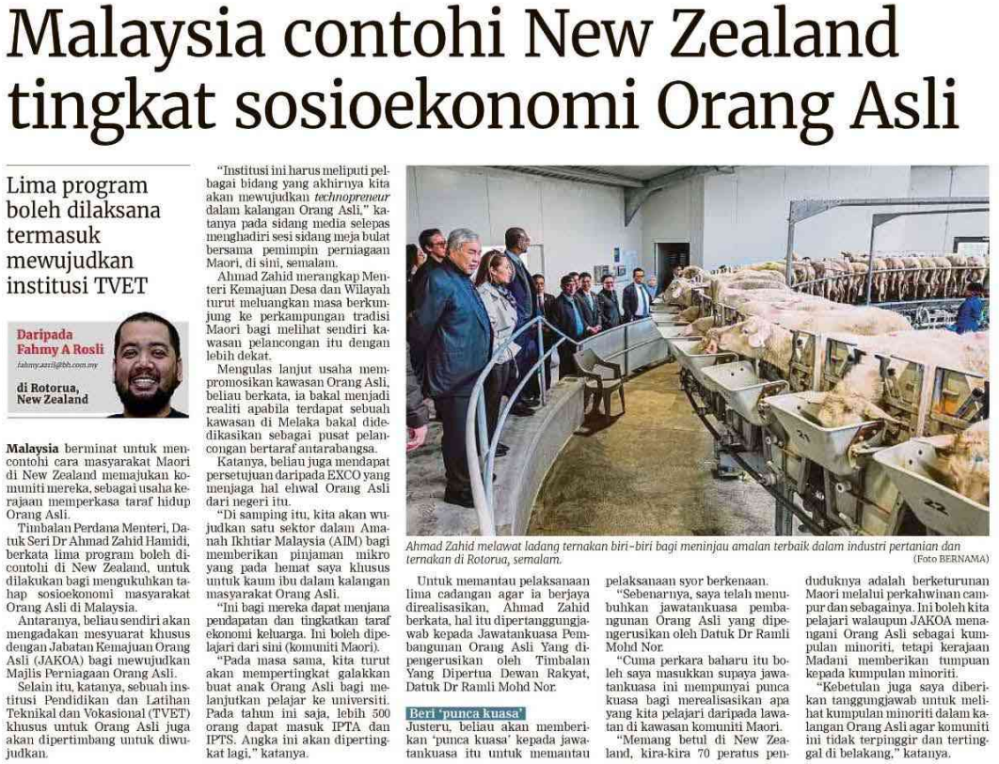 Malaysia contohi New Zealand
tingkat sosioekonomi Orang Asli
Lima program
boleh dilaksana
termasuk
mewujudkan
institusi TVET
Daripada
Fahmy A Rosli
fahmy.azril@bh.com.my
di Rotorua,
New Zealand
Malaysia berminat untuk men-
contohi cara masyarakat Maori
di New Zealand memajukan ko-
muniti mereka, sebagai usaha ke-
rajaan memperkasa taraf hidup
Orang Asli.
Timbalan Perdana Menteri, Da-
tuk Seri Dr Ahmad Zahid Hamidi,
berkata lima program boleh di-
contohi di New Zealand, untuk
dilakukan bagi mengukuhkan ta-
hap sosioekonomi masyarakat
Orang Asli di Malaysia.
Antaranya, beliau sendiri akan
mengadakan mesyuarat khusus
dengan Jabatan Kemajuan Orang
Asli (JAKOA) bagi mewujudkan
Majlis Perniagaan Orang Asli.
Selain itu, katanya, sebuah ins-
titusi Pendidikan dan Latihan
Teknikal dan Vokasional (TVET)
khusus untuk Orang Asli juga
akan dipertimbang untuk diwu-
judkan.
“Institusi ini harus meliputi pel-
bagai bidang yang akhirnya kita
akan mewujudkan technopreneur
dalam kalangan Orang Asli,” ka-
tanya pada sidang media selepas
menghadiri sesi sidang meja bulat
bersama pemimpin perniagaan
Maori, di sini, semalam.
Ahmad Zahid merangkap Men-
teri Kemajuan Desa dan Wilayah
turut meluangkan masa berkun-
jung ke perkampungan tradisi
Maori bagi melihat sendiri ka-
wasan pelancongan itu dengan
lebih dekat.
Mengulas lanjut usaha mem-
promosikan kawasan Orang Asli,
beliau berkata, ia bakal menjadi
realiti apabila terdapat sebuah
kawasan di Melaka bakal dide-
dikasikan sebagai pusat pelan-
congan bertaraf antarabangsa.
Katanya, beliau juga mendapat
persetujuan daripada EXCO yang
menjaga hal ehwal Orang Asli
dari negeri itu.
“Di samping itu, kita akan wu-
judkan satu sektor dalam Ama-
nah Ikhtiar Malaysia (AIM) bagi
memberikan pinjaman mikro
yang pada hemat saya khusus
untuk kaum ibu dalam kalangan
masyarakat Orang Asli.
“Ini bagi mereka dapat menjana
pendapatan dan tingkatkan taraf
ekonomi keluarga. Ini boleh dipe-
lajari dari sini (komuniti Maori).
“Pada masa sama, kita turut
akan mempertingkat galakkan
buat anak Orang Asli bagi me-
lanjutkan pelajar ke universiti.
Pada tahun ini saja, lebih 500
orang dapat masuk IPTA dan
IPTS. Angka ini akan diperting-
kat lagi,” katanya.
21
22
Ahmad Zahid melawat ladang ternakan biri-biri bagi meninjau amalan terbaik dalam industri pertanian dan
ternakan di Rotorua, semalam.
(Foto BERNAMA)
Untuk memantau pelaksanaan
lima cadangan agar ia berjaya
direalisasikan, Ahmad Zahid
berkata, hal itu dipertanggungja-
wab kepada Jawatankuasa Pem-
bangunan Orang Asli Yang di-
pengerusikan oleh Timbalan
Yang Dipertua Dewan Rakyat,
Datuk Dr Ramli Mohd Nor.
Beri ‘punca kuasa’
Justeru, beliau akan memberi-
kan ‘punca kuasa’ kepada jawa-
tankuasa itu untuk memantau
pelaksanaan syor berkenaan.
“Sebenarnya, saya telah menu-
buhkan jawatankuasa pemba-
ngunan Orang Asli yang dipe-
ngerusikan oleh Datuk Dr Ramli
Mohd Nor.
“Cuma perkara baharu itu bo-
leh saya masukkan supaya jawa-
tankuasa ini mempunyai punca
kuasa bagi merealisasikan apa
yang kita pelajari daripada lawa-
tan di kawasan komuniti Maori.
“Memang betul di New Zea-
land, kira-kira 70 peratus pen-
duduknya adalah berketurunan
Maori melalui perkahwinan cam-
pur dan sebagainya. Ini boleh kita
pelajari walaupun JAKOA mena-
ngani Orang Asli sebagai kum-
pulan minoriti, tetapi kerajaan
Madani memberikan tumpuan
kepada kumpulan minoriti.
“Kebetulan juga saya diberi-
kan tanggungjawab untuk meli-
hat kumpulan minoriti dalam ka-
langan Orang Asli agar komuniti
ini tidak terpinggir dan terting-
gal di belakang,” katanya.